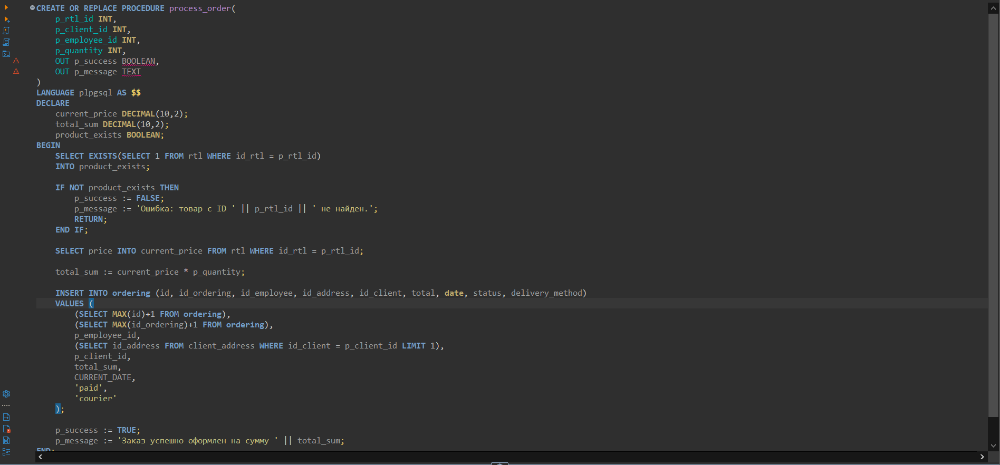 CREATE OR REPLACE PROCEDURE process_order(
    p_rtl_id INT,
    p_client_id INT,
    p_employee_id INT,
    p_quantity INT,
    OUT p_success BOOLEAN,
    OUT p_message TEXT
)
LANGUAGE plpgsql AS $$
DECLARE
    current_price DECIMAL(10,2);
    total_sum DECIMAL(10,2);
    product_exists BOOLEAN;
BEGIN
    SELECT EXISTS(SELECT 1 FROM rtl WHERE id_rtl = p_rtl_id)
    INTO product_exists;

    IF NOT product_exists THEN
        p_success := FALSE;
        p_message := 'Ошибка: товар с ID ' || p_rtl_id || ' не найден.';
        RETURN;
    END IF;

    SELECT price INTO current_price FROM rtl WHERE id_rtl = p_rtl_id;

    total_sum := current_price * p_quantity;

    INSERT INTO ordering (id, id_ordering, id_employee, id_address, id_client, total, date, status, delivery_method)
    VALUES (
        (SELECT MAX(id)+1 FROM ordering),
        (SELECT MAX(id_ordering)+1 FROM ordering),
        p_employee_id,
        (SELECT id_address FROM client_address WHERE id_client = p_client_id LIMIT 1),
        p_client_id,
        total_sum,
        CURRENT_DATE,
        'paid',
        'courier'
    );

    p_success := TRUE;
    p_message := 'Заказ успешно оформлен на сумму ' || total_sum;
END;